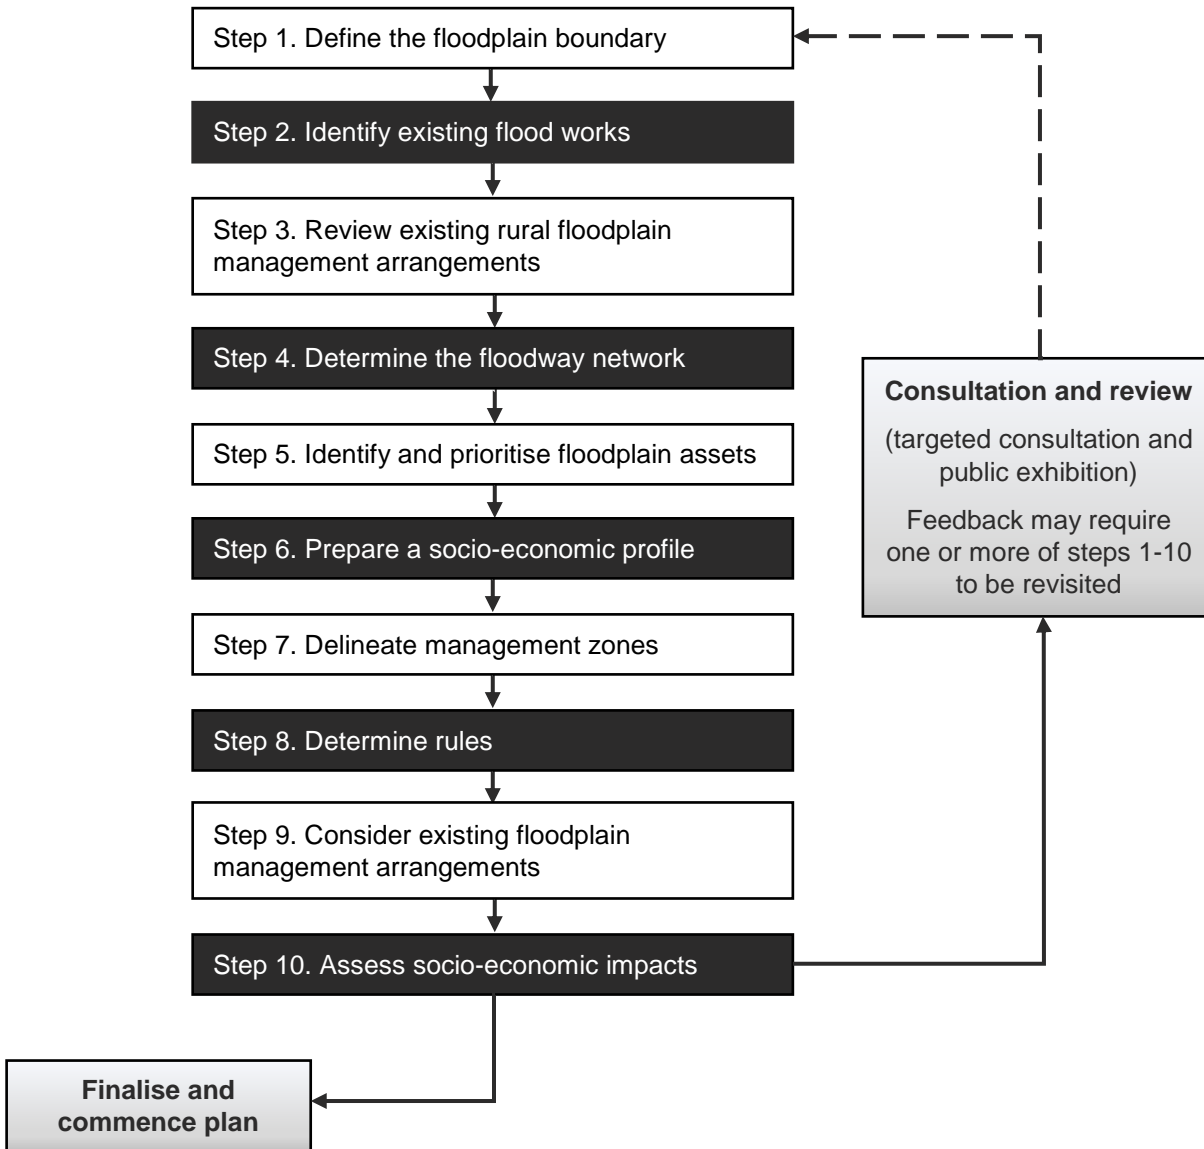 Step 1. Define the floodplain boundary
Step 2. Identify existing flood works
Step 3. Review existing rural floodplain
management arrangements
Step 4. Determine the floodway network
Step 5. Identify and prioritise floodplain assets
Step 6. Prepare a socio-economic profile
Step 7. Delineate management zones
Step 8. Determine rules
Step 9. Consider existing floodplain
management arrangements
Step 10. Assess socio-economic impacts
Consultation and review
(targeted consultation and
public exhibition)
Feedback may require
one or more of steps 1-10
to be revisited
Finalise and
commence plan